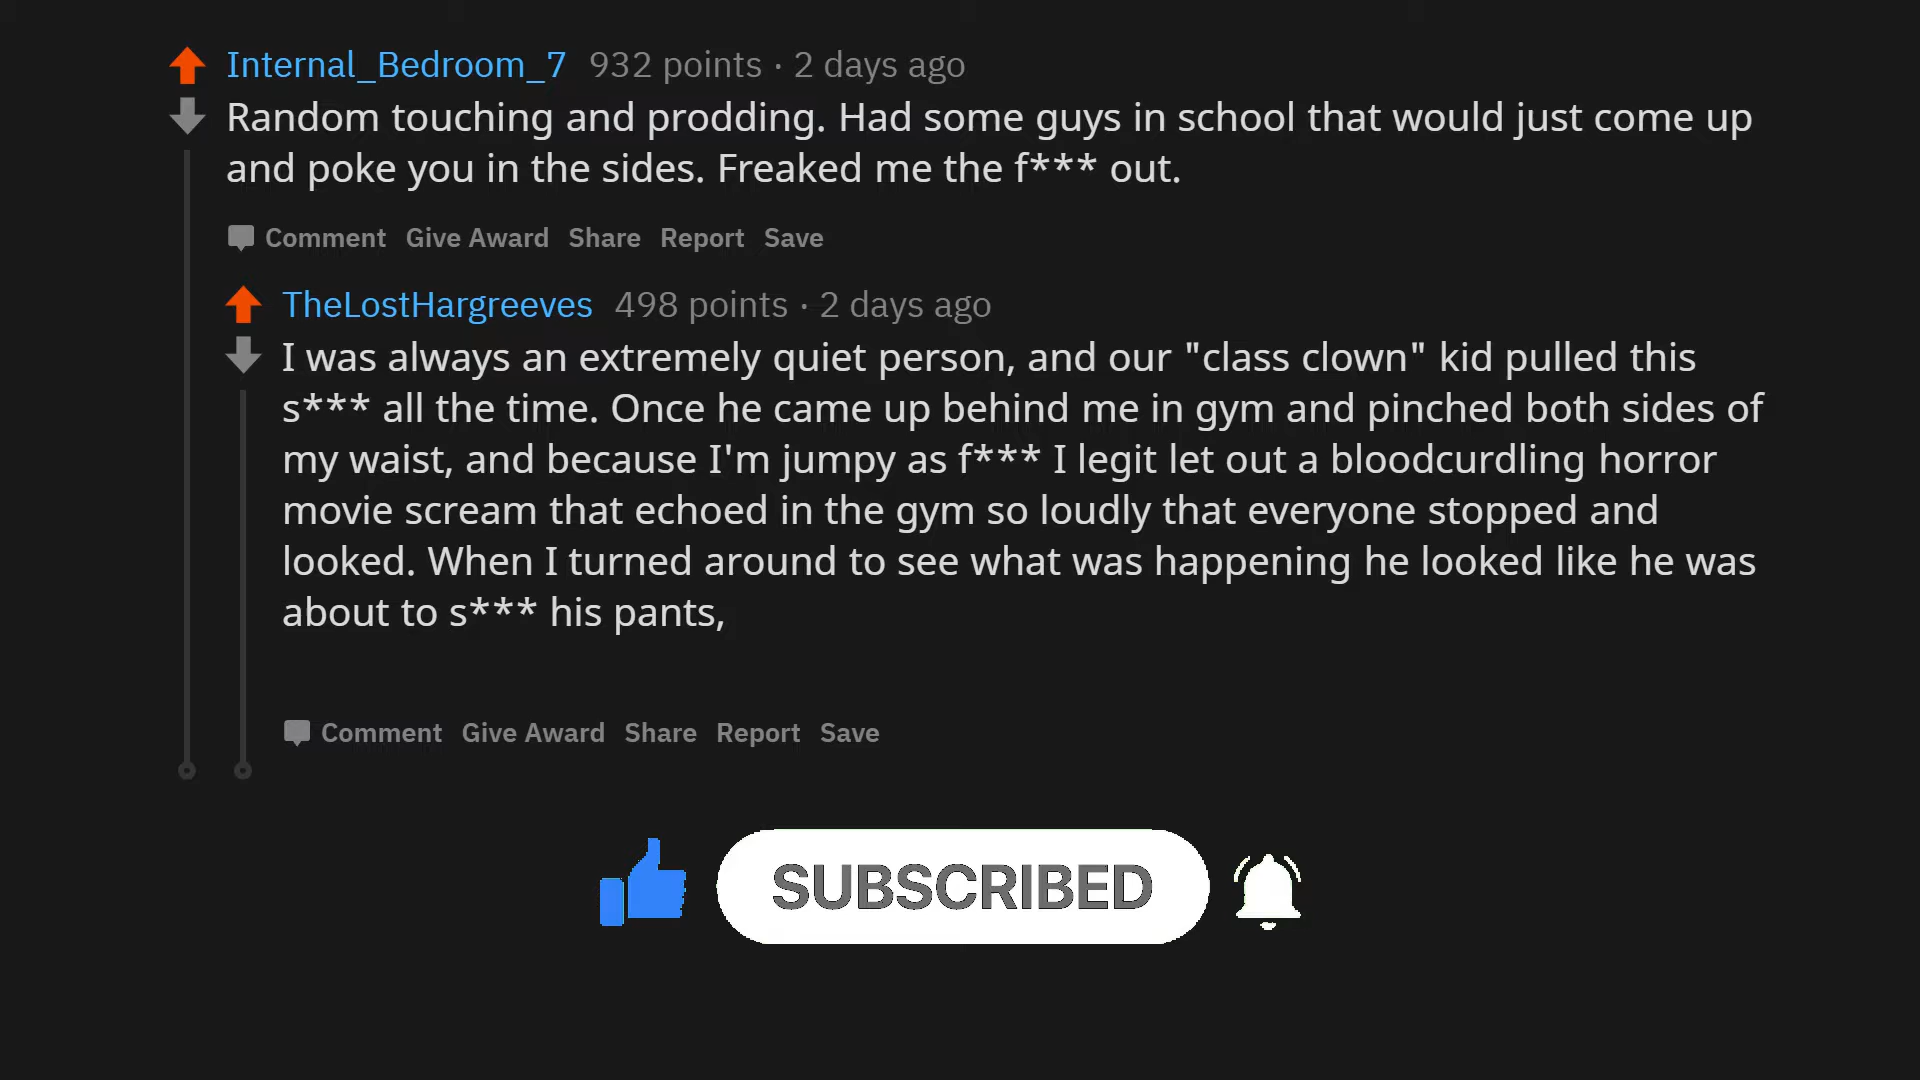 Internal_Bedroom_7 932 points · 2 days ago
Random touching and prodding. Had some guys in school that would just come up
and poke you in the sides. Freaked me the f*** out.
Comment Give Award Share Report Save
TheLostHargreeves 498 points · 2 days ago
I was always an extremely quiet person, and our "class clown" kid pulled this
s*** all the time. Once he came up behind me in gym and pinched both sides of
my waist, and because I'm jumpy as f*** I legit let out a bloodcurdling horror
movie scream that echoed in the gym so loudly that everyone stopped and
looked. When I turned around to see what was happening he looked like he was
about to s*** his pants,
Comment Give Award Share Report Save
SUBSCRIBED